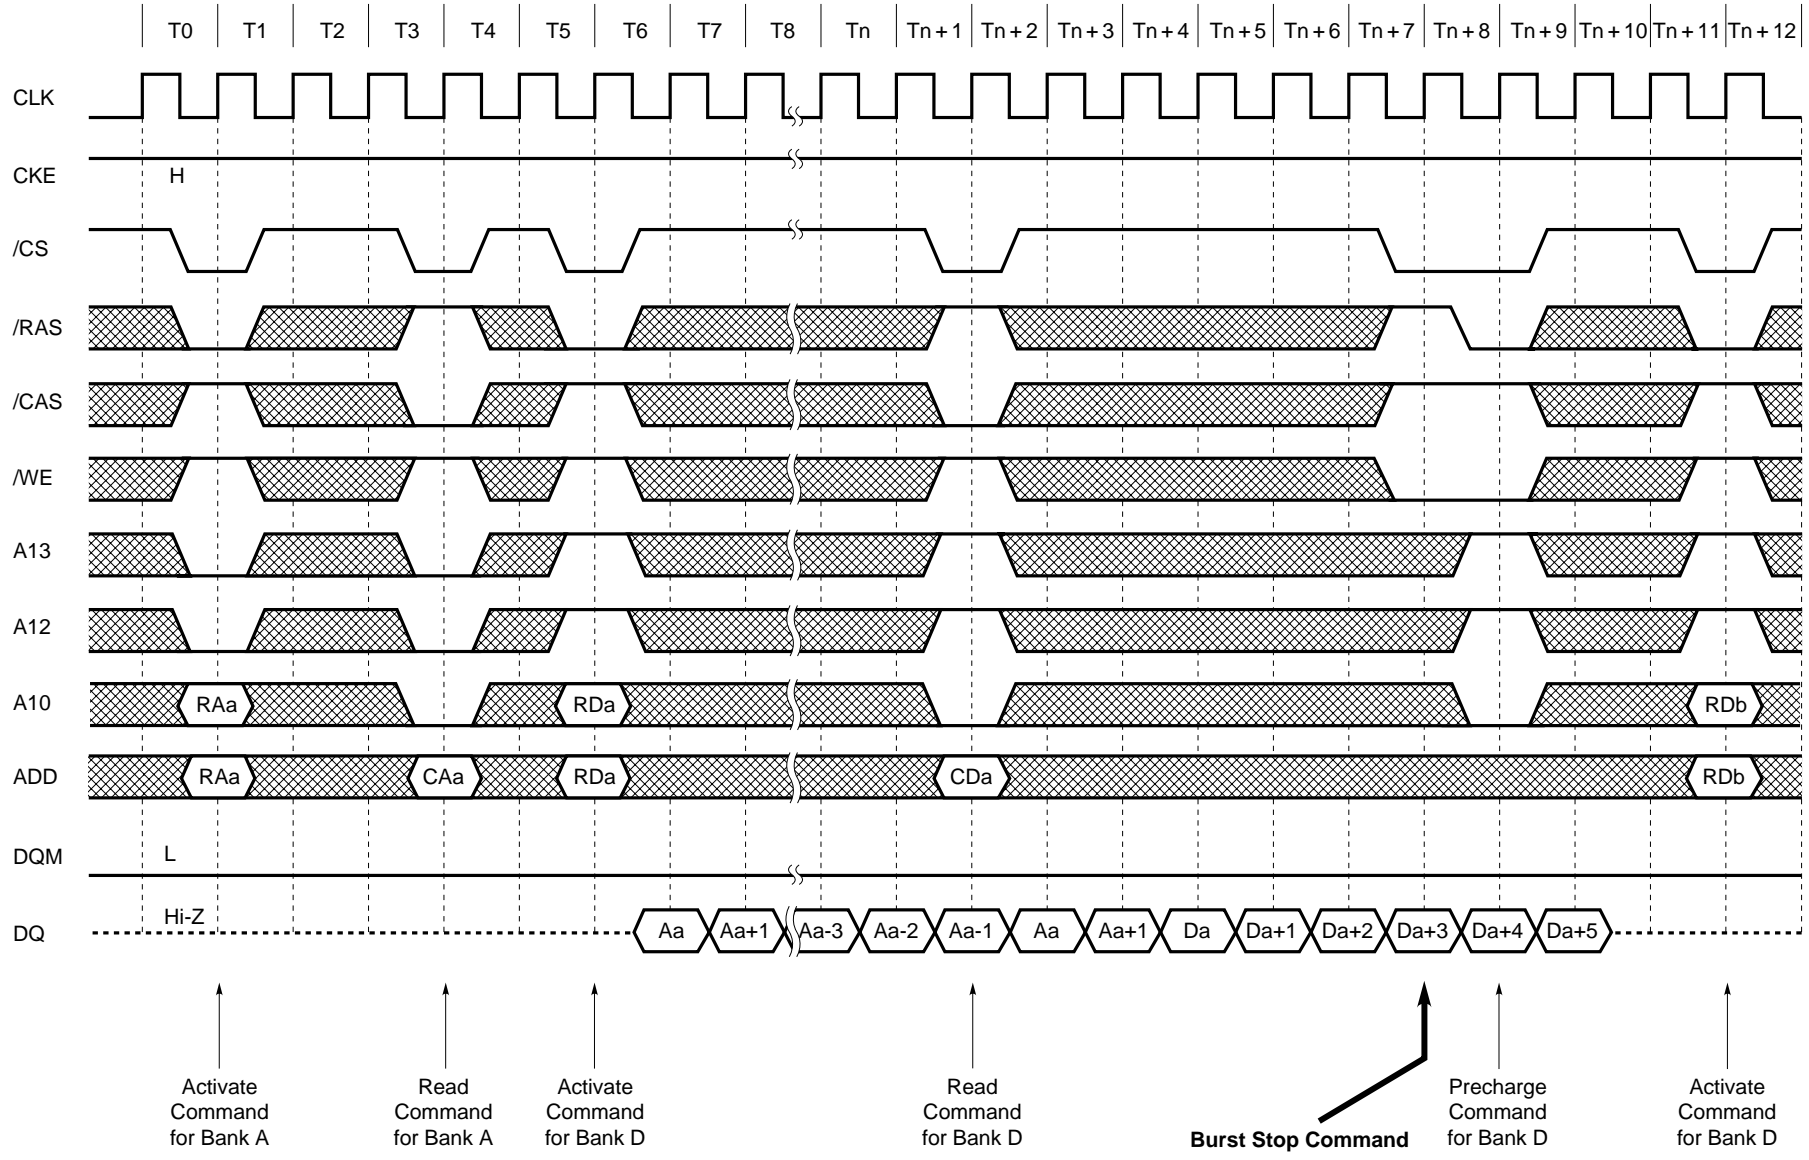 T0 T1 T2 T3 T4 T5 T6 T7 T8 Tn Tn + 1 Tn + 2 Tn + 3 Tn + 4 Tn + 5 Tn + 6 Tn + 7 Tn + 8 Tn + 9 Tn + 10 Tn + 11 Tn + 12
CLK
CKE H
/CS
/RAS
/CAS
/WE
A13
A12
A10 RAa RDa RDb
ADD RAa CAa RDa CDa RDb
DQM L
Hi-Z
DQ Aa Aa+1 Aa-3 Aa-2 Aa-1 Aa Aa+1 Da Da+1 Da+2 Da+3 Da+4 Da+5
Activate
Command
for Bank A
Read
Command
for Bank A
Activate
Command
for Bank D
Read
Command
for Bank D
Burst Stop Command
Precharge
Command
for Bank D
Activate
Command
for Bank D